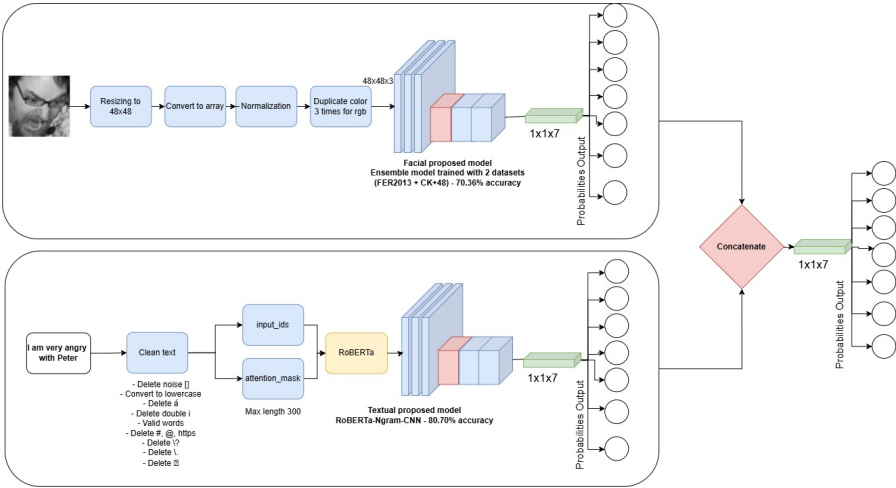 Resizing to
48x48
Convert to array
Normalization
Duplicate color
3 times for rgb
48x48x3
Facial proposed model
Ensemble model trained with 2 datasets
(FER2013 + CK+48) - 70.36% accuracy
1x1x7
Probabilities Output
I am very angry
with Peter
Clean text
- Delete noise []
- Convert to lowercase
- Delete á
- Delete double i
- Valid words
- Delete #, @, https
- Delete \?
- Delete \.
- Delete ⍰
input_ids
attention_mask
Max length 300
RoBERTa
Textual proposed model
RoBERTa-Ngram-CNN - 80.70% accuracy
1x1x7
Probabilities Output
Concatenate
1x1x7
Probabilities Output